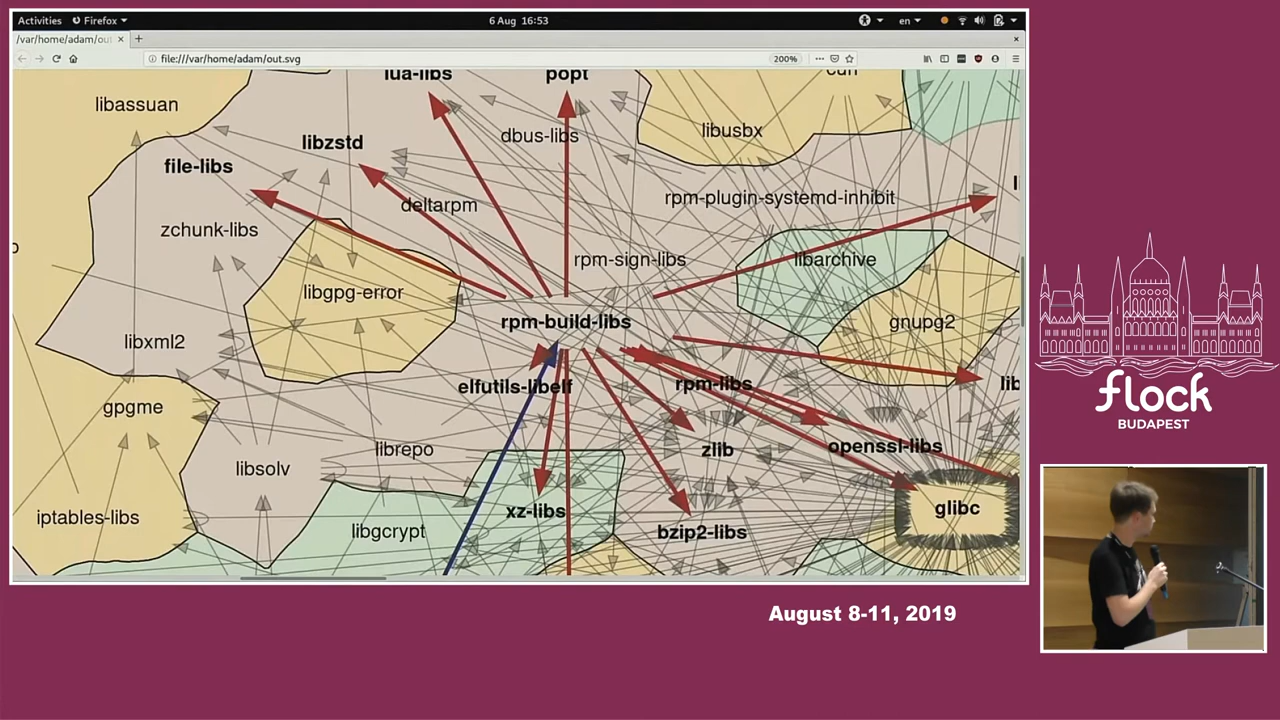 Activities
Firefox
6 Aug 16:53
en
/var/home/adam/out
file:///var/home/adam/out.svg
200%
lua-libs
popt
libassuan
dbus-libs
libusbx
libzstd
file-libs
deltarpm
rpm-plugin-systemd-inhibit
zchunk-libs
rpm-sign-libs
libarchive
libgpg-error
rpm-build-libs
gnupg2
libxml2
elfutils-libelf
rpm-libs
gpgme
librepo
zlib
openssl-libs
libsolv
xz-libs
glibc
iptables-libs
libgcrypt
bzip2-libs
flock
BUDAPEST
August 8-11, 2019